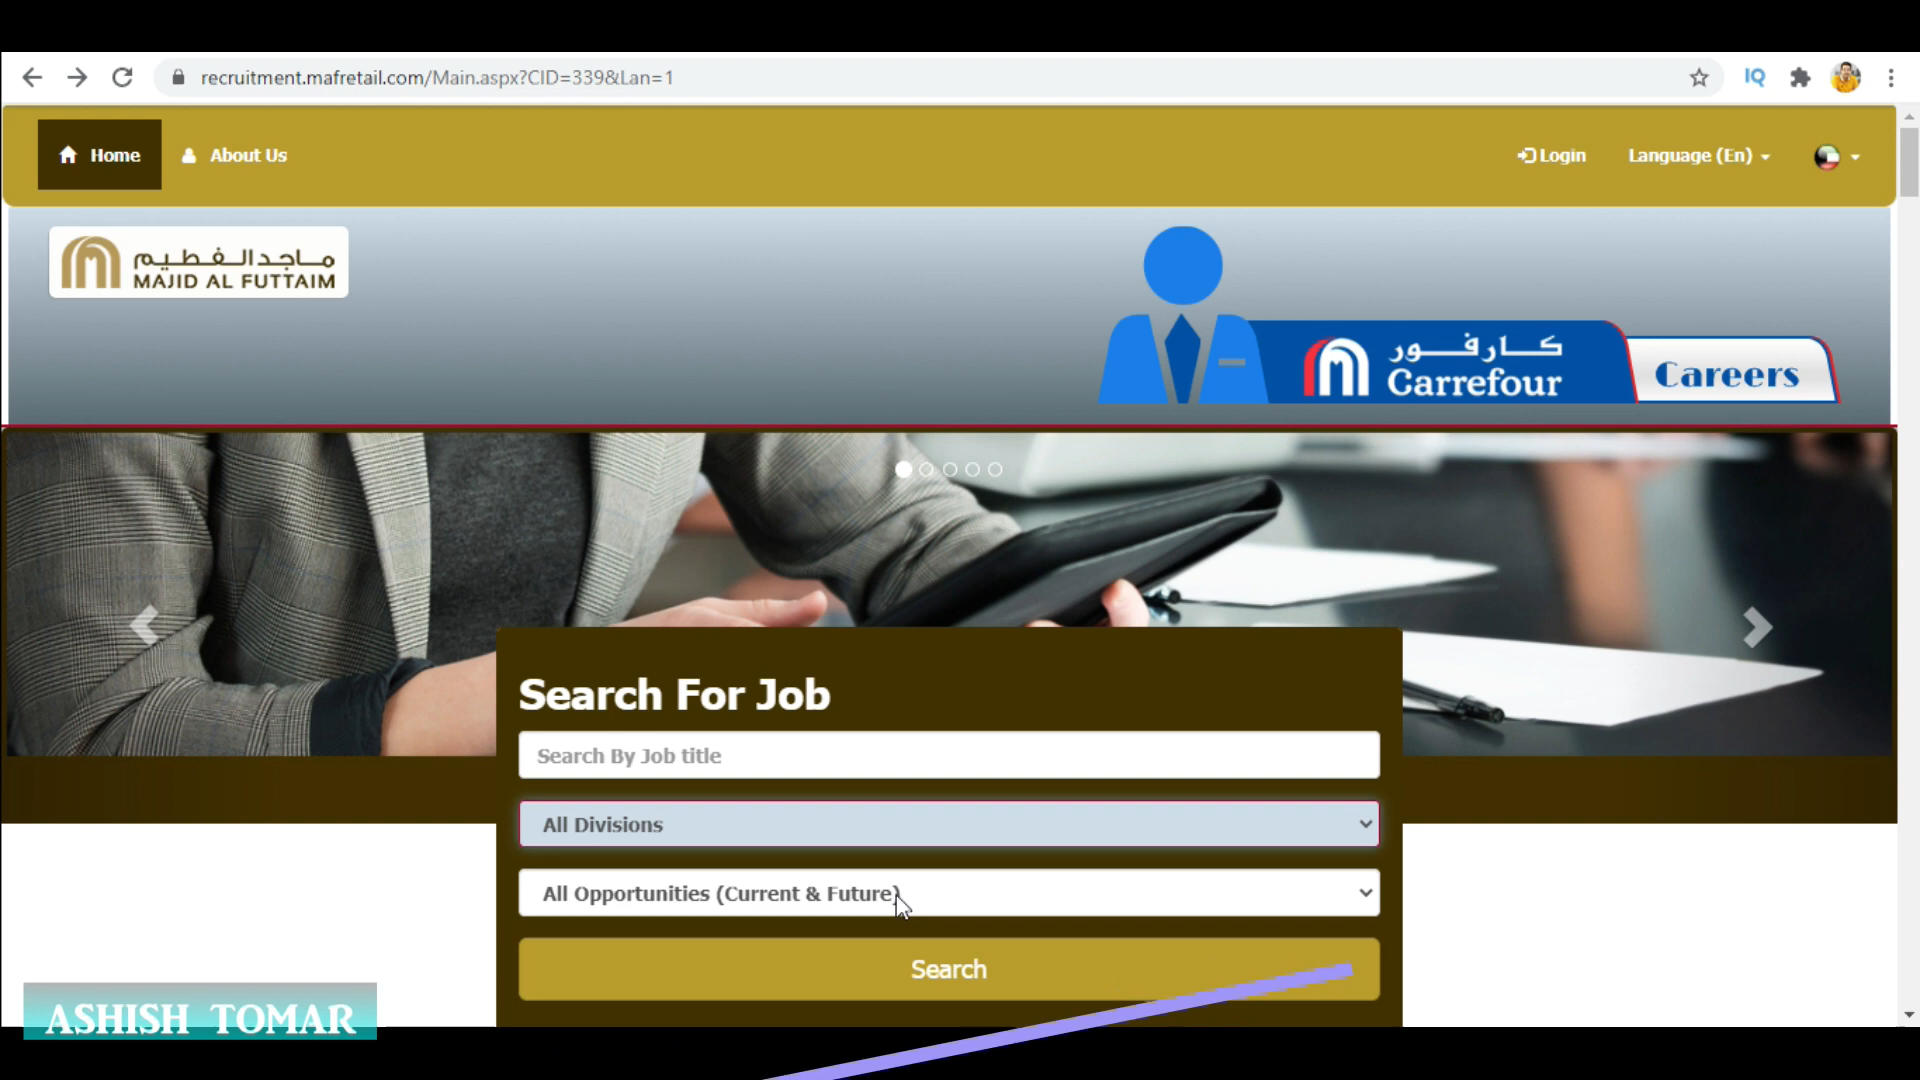 recruitment.mafretail.com/Main.aspx?CID=339&Lan=1
IQ
Home
About Us
Login
Language (En)
ماجد الفطيم
MAJID AL FUTTAIM
كارفور
Carrefour
Careers
Search For Job
Search By Job title
All Divisions
All Opportunities (Current & Future)
Search
ASHISH TOMAR